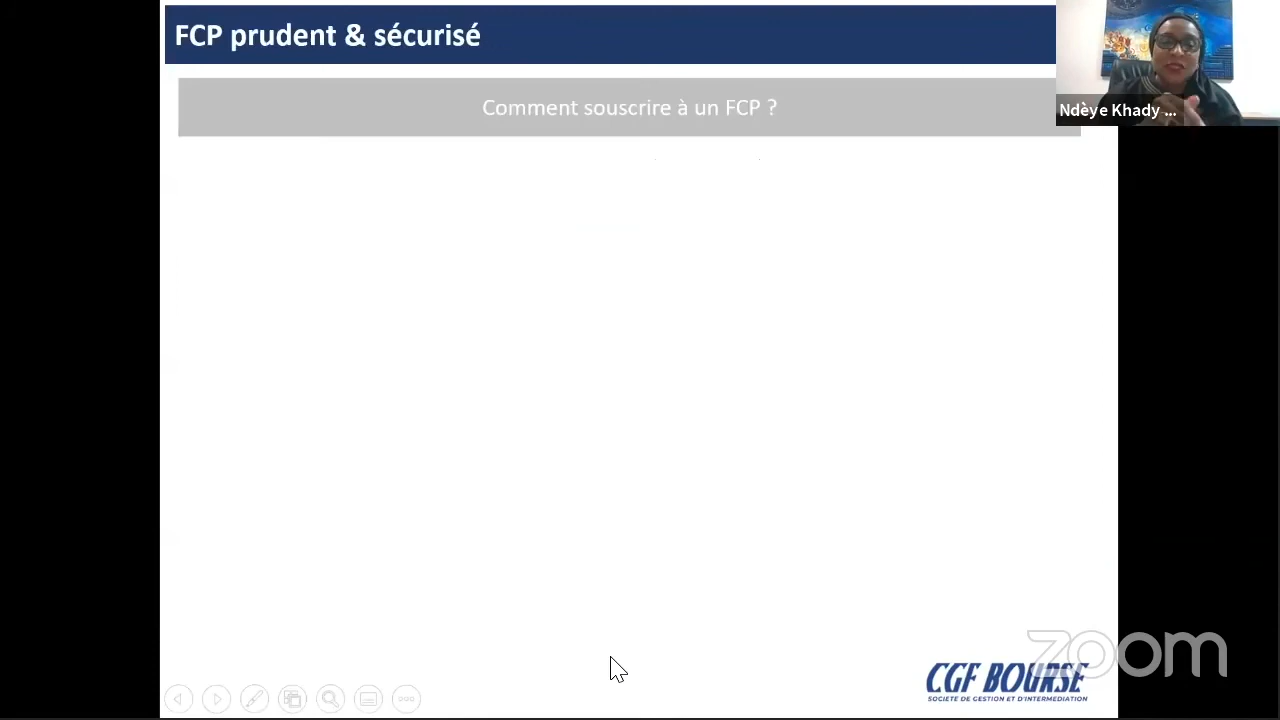 FCP prudent & sécurisé
Comment souscrire à un FCP ?
Ndèye Khady ...
zoom
CGF BOURSE
SOCIETE DE GESTION ET D'INTERMEDIATION